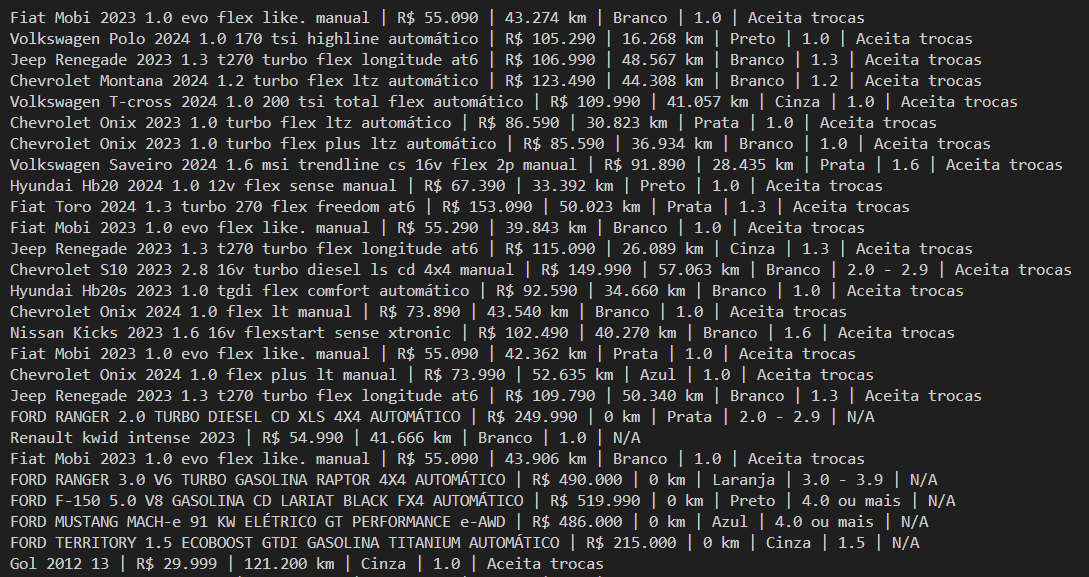 Fiat Mobi 2023 1.0 evo flex like. manual | R$ 55.090 | 43.274 km | Branco | 1.0 | Aceita trocas
Volkswagen Polo 2024 1.0 170 tsi highline automático | R$ 105.290 | 16.268 km | Preto | 1.0 | Aceita trocas
Jeep Renegade 2023 1.3 t270 turbo flex longitude at6 | R$ 106.990 | 48.567 km | Branco | 1.3 | Aceita trocas
Chevrolet Montana 2024 1.2 turbo flex ltz automático | R$ 123.490 | 44.308 km | Branco | 1.2 | Aceita trocas
Volkswagen T-cross 2024 1.0 200 tsi total flex automático | R$ 109.990 | 41.057 km | Cinza | 1.0 | Aceita trocas
Chevrolet Onix 2023 1.0 turbo flex ltz automático | R$ 86.590 | 30.823 km | Prata | 1.0 | Aceita trocas
Chevrolet Onix 2023 1.0 turbo flex plus ltz automático | R$ 85.590 | 36.934 km | Branco | 1.0 | Aceita trocas
Volkswagen Saveiro 2024 1.6 msi trendline cs 16v flex 2p manual | R$ 91.890 | 28.435 km | Prata | 1.6 | Aceita trocas
Hyundai Hb20 2024 1.0 12v flex sense manual | R$ 67.390 | 33.392 km | Preto | 1.0 | Aceita trocas
Fiat Toro 2024 1.3 turbo 270 flex freedom at6 | R$ 153.090 | 50.023 km | Prata | 1.3 | Aceita trocas
Fiat Mobi 2023 1.0 evo flex like. manual | R$ 55.290 | 39.843 km | Branco | 1.0 | Aceita trocas
Jeep Renegade 2023 1.3 t270 turbo flex longitude at6 | R$ 115.090 | 26.089 km | Cinza | 1.3 | Aceita trocas
Chevrolet S10 2023 2.8 16v turbo diesel ls cd 4x4 manual | R$ 149.990 | 57.063 km | Branco | 2.0 - 2.9 | Aceita trocas
Hyundai Hb20s 2023 1.0 tgdi flex comfort automático | R$ 92.590 | 34.660 km | Branco | 1.0 | Aceita trocas
Chevrolet Onix 2024 1.0 flex lt manual | R$ 73.890 | 43.540 km | Branco | 1.0 | Aceita trocas
Nissan Kicks 2023 1.6 16v flexstart sense xtronic | R$ 102.490 | 40.270 km | Branco | 1.6 | Aceita trocas
Fiat Mobi 2023 1.0 evo flex like. manual | R$ 55.090 | 42.362 km | Prata | 1.0 | Aceita trocas
Chevrolet Onix 2024 1.0 flex plus lt manual | R$ 73.990 | 52.635 km | Azul | 1.0 | Aceita trocas
Jeep Renegade 2023 1.3 t270 turbo flex longitude at6 | R$ 109.790 | 50.340 km | Branco | 1.3 | Aceita trocas
FORD RANGER 2.0 TURBO DIESEL CD XLS 4X4 AUTOMÁTICO | R$ 249.990 | 0 km | Prata | 2.0 - 2.9 | N/A
Renault kwid intense 2023 | R$ 54.990 | 41.666 km | Branco | 1.0 | N/A
Fiat Mobi 2023 1.0 evo flex like. manual | R$ 55.090 | 43.906 km | Branco | 1.0 | Aceita trocas
FORD RANGER 3.0 V6 TURBO GASOLINA RAPTOR 4X4 AUTOMÁTICO | R$ 490.000 | 0 km | Laranja | 3.0 - 3.9 | N/A
FORD F-150 5.0 V8 GASOLINA CD LARIAT BLACK FX4 AUTOMÁTICO | R$ 519.990 | 0 km | Preto | 4.0 ou mais | N/A
FORD MUSTANG MACH-e 91 KW ELÉTRICO GT PERFORMANCE e-AWD | R$ 486.000 | 0 km | Azul | 4.0 ou mais | N/A
FORD TERRITORY 1.5 ECOBOOST GTDI GASOLINA TITANIUM AUTOMÁTICO | R$ 215.000 | 0 km | Cinza | 1.5 | N/A
Gol 2012 13 | R$ 29.999 | 121.200 km | Cinza | 1.0 | Aceita trocas